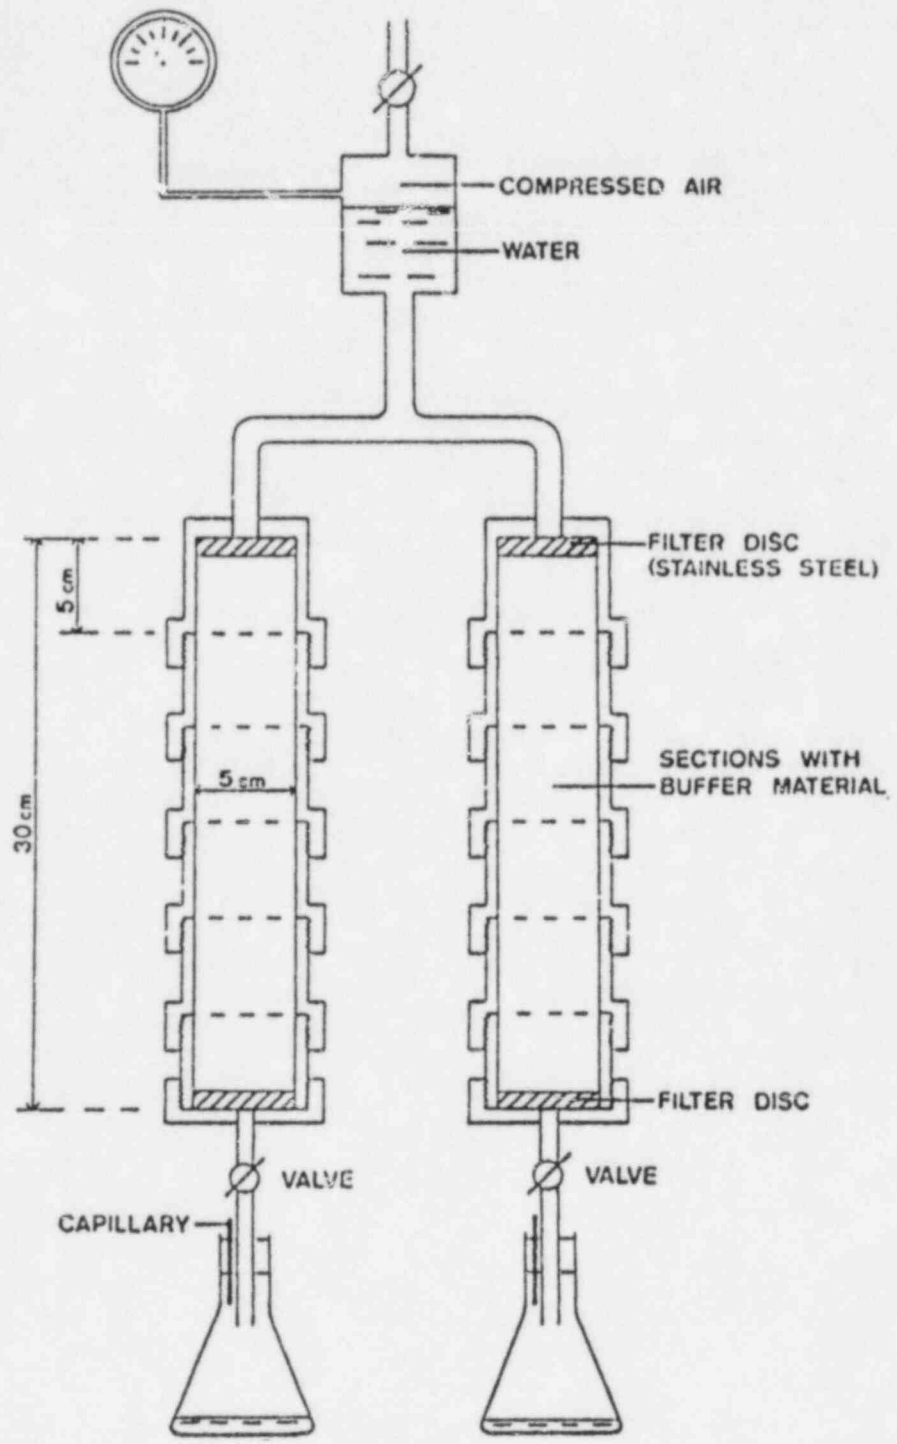 COMPRESSED AIR
WATER
FILTER DISC
(STAINLESS STEEL)
5 cm
SECTIONS WITH
BUFFER MATERIAL
5 cm
30 cm
FILTER DISC
VALVE
VALVE
CAPILLARY